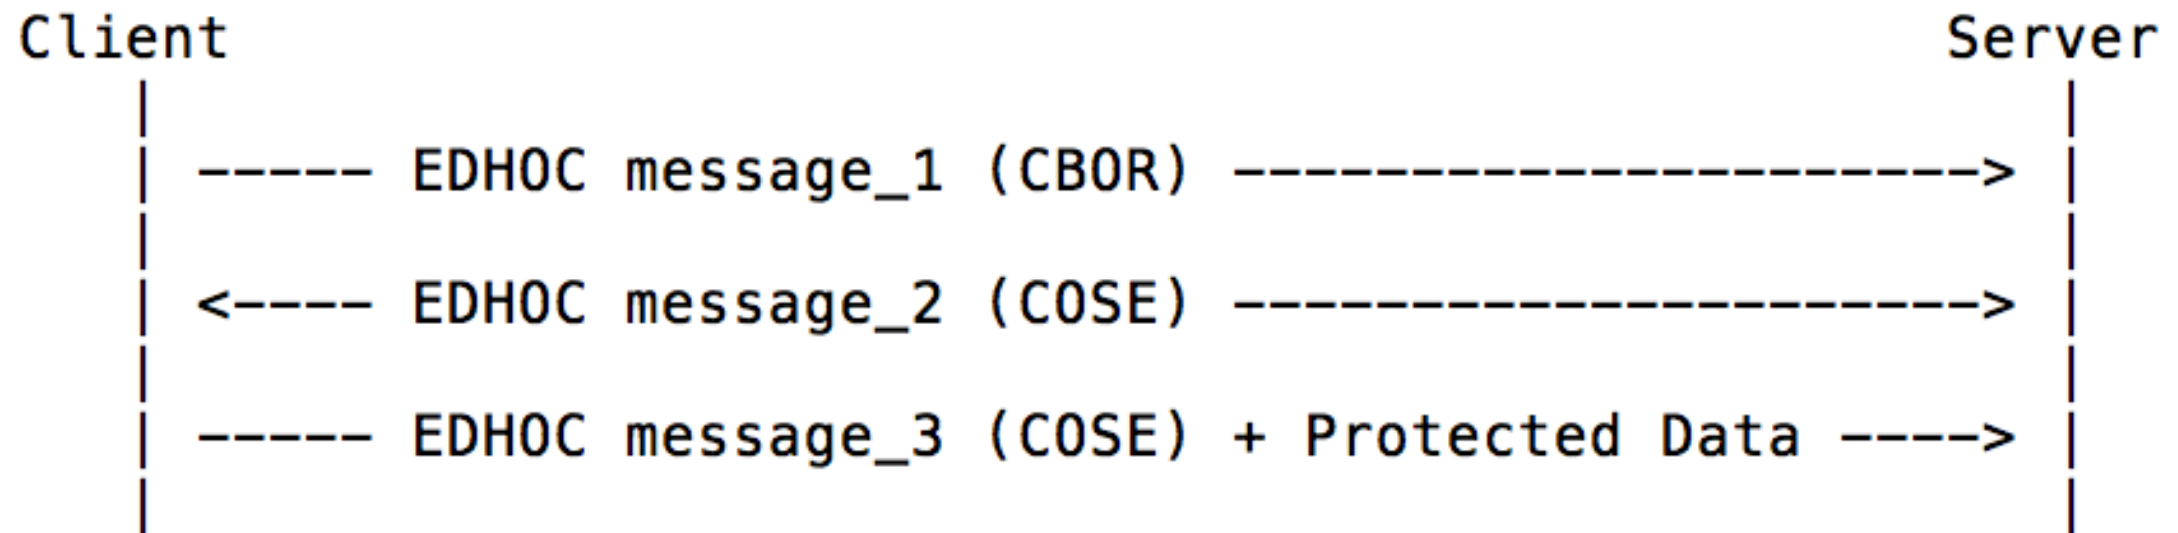 Client Server
| |
| ----- EDHOC message_1 (CBOR) ---------------------> |
| |
| <---- EDHOC message_2 (COSE) ---------------------> |
| |
| ----- EDHOC message_3 (COSE) + Protected Data ----> |
| |